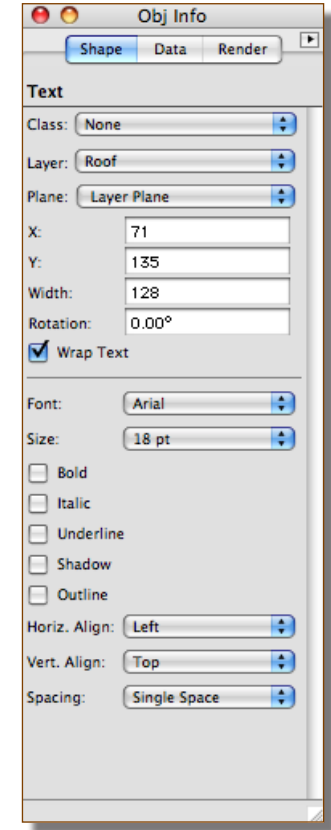 Obj Info
Shape Data Render
Text
Class: None
Layer: Roof
Plane: Layer Plane
X: 71
Y: 135
Width: 128
Rotation: 0.00°
Wrap Text
Font: Arial
Size: 18 pt
Bold
Italic
Underline
Shadow
Outline
Horiz. Align: Left
Vert. Align: Top
Spacing: Single Space